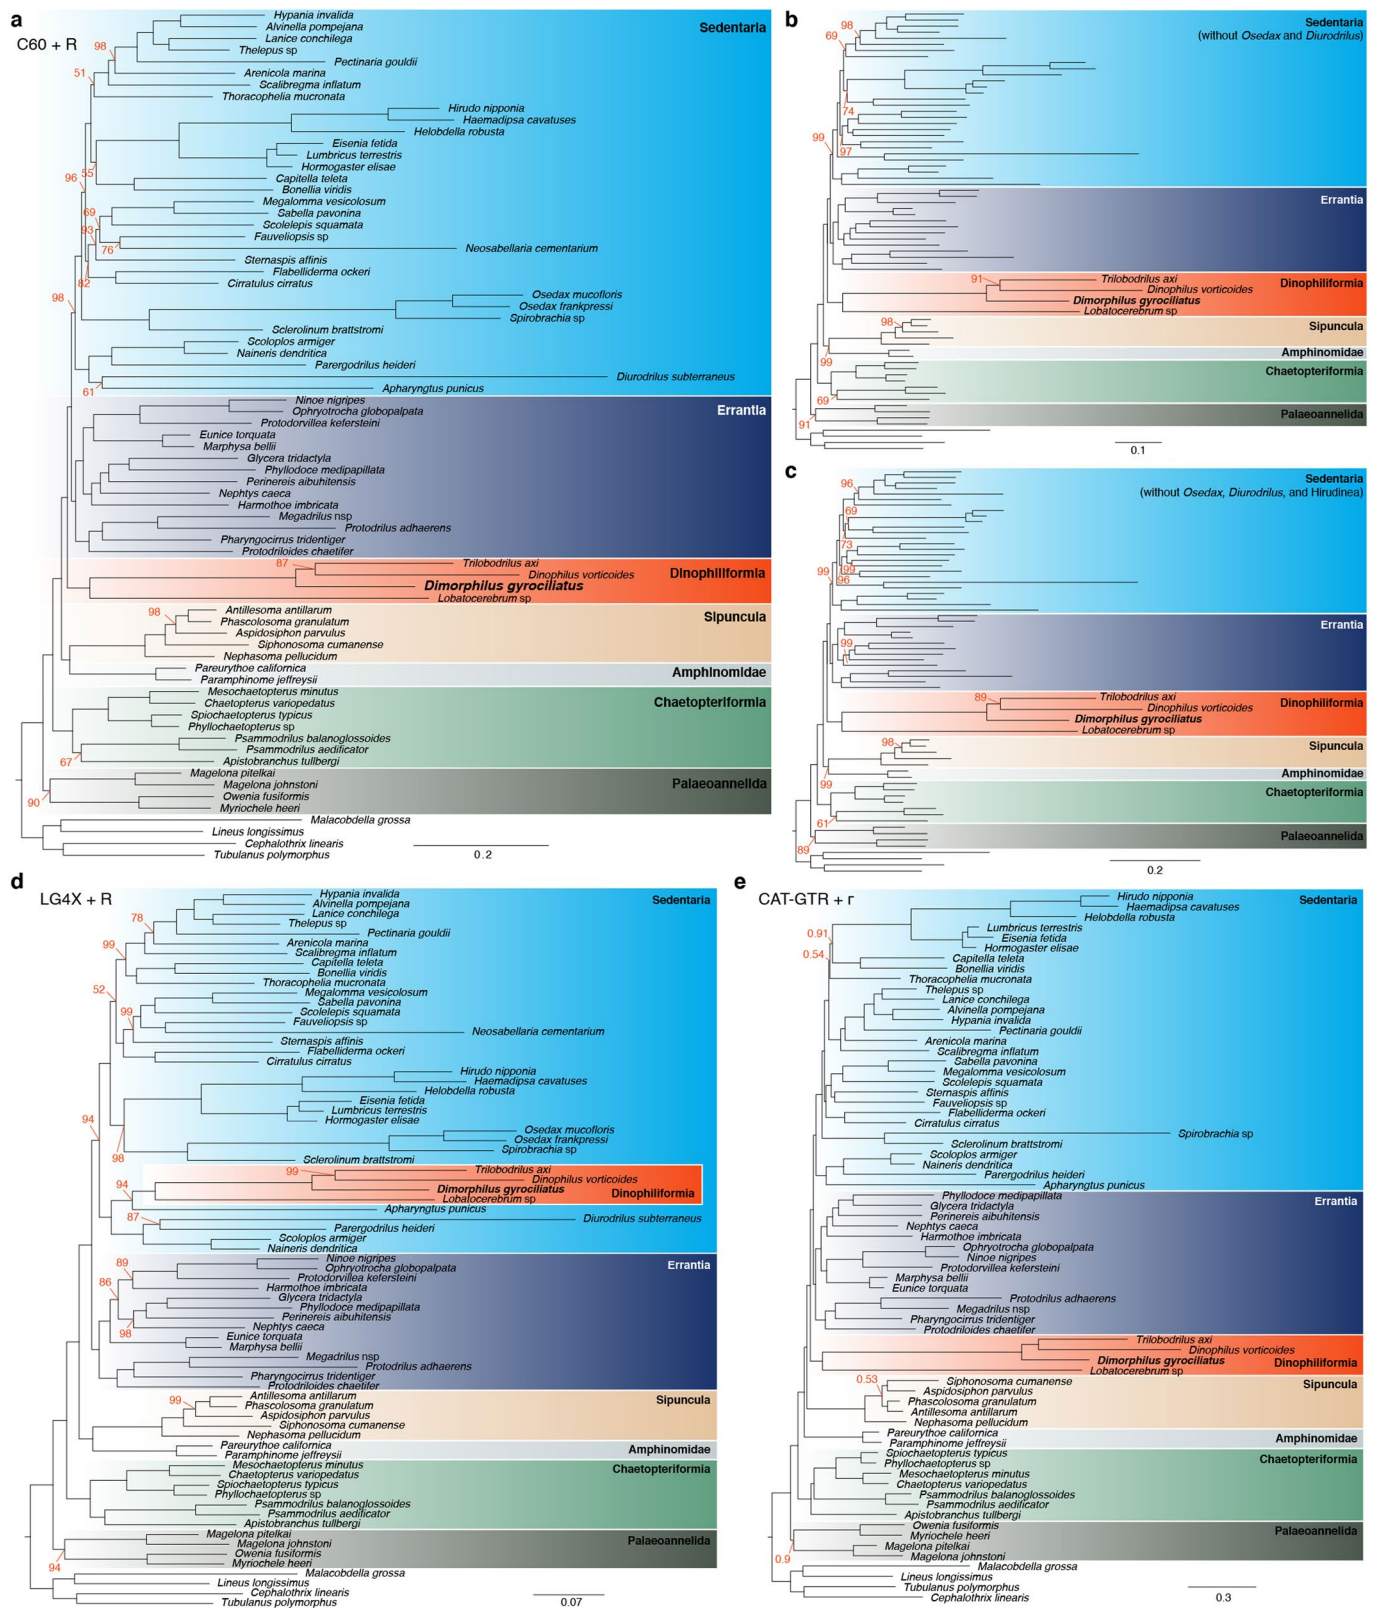 a
C60 + R
Hypania invalida
Alvinella pompejana
Sedentaria
Lanice conchilega
98
Thelepus sp
Pectinaria gouldii
51
Arenicola marina
Scalibregma inflatum
Thoracophelia mucronata
Hirudo nipponia
Haemadipsa cavatuses
Helobdella robusta
Eisenia fetida
Lumbricus terrestris
Hormogaster elisae
55
96
Capitella teleta
Bonellia viridis
Megalomma vesicolosum
69
Sabella pavonina
Scolelepis squamata
93
Fauveliopsis sp
76
Neosabellaria cementarium
Sternaspis affinis
Flabelliderma ockeri
82
Cirratulus cirratus
98
Osedax mucofloris
Osedax frankpressi
Spirobrachia sp
Sclerolinum brattstromi
Scoloplos armiger
Naineris dendritica
Parergodrilus heideri
Diurodrilus subterraneus
61
Apharyngtus punicus
Ninoe nigripes
Errantia
Ophryotrocha globopalpata
Protodorvillea kefersteini
Eunice torquata
Marphysa bellii
Glycera tridactyla
Phyllodoce medipapillata
Perinereis aibuhitensis
Nephtys caeca
Harmothoe imbricata
Megadrilus nsp
Protodrilus adhaerens
Pharyngocirrus tridentiger
Protodriloides chaetifer
87
Trilobodrilus axi
Dinophilus vorticoides
Dinophiliformia
Dimorphilus gyrociliatus
Lobatocerebrum sp
98
Antillesoma antillarum
Phascolosoma granulatum
Sipuncula
Aspidosiphon parvulus
Siphonosoma cumanense
Nephasoma pellucidum
Pareurythoe californica
Amphinomidae
Paramphinome jeffreysii
Mesochaetopterus minutus
Chaetopterus variopedatus
Chaetopteriformia
Spiochaetopterus typicus
Phyllochaetopterus sp
Psammodrilus balanoglossoides
Psammodrilus aedificator
67
Apistobranchus tullbergi
Magelona pitelkai
Magelona johnstoni
Palaeoannelida
Owenia fusiformis
90
Myriochele heeri
Malacobdella grossa
Lineus longissimus
Cephalothrix linearis
Tubulanus polymorphus
0.2
b
Sedentaria
(without Osedax and Diurodrilus)
98
69
74
99
97
Errantia
91
Trilobodrilus axi
Dinophiliformia
Dinophilus vorticoides
Dimorphilus gyrociliatus
Lobatocerebrum sp
98
Sipuncula
Amphinomidae
99
Chaetopteriformia
69
Palaeoannelida
91
0.1
c
Sedentaria
(without Osedax, Diurodrilus, and Hirudinea)
96
69
73
99
99
96
Errantia
99
89
Trilobodrilus axi
Dinophiliformia
Dinophilus vorticoides
Dimorphilus gyrociliatus
Lobatocerebrum sp
98
Sipuncula
Amphinomidae
99
Chaetopteriformia
61
Palaeoannelida
89
0.2
d
LG4X + R
Hypania invalida
Sedentaria
Alvinella pompejana
Lanice conchilega
78
Thelepus sp
Pectinaria gouldii
99
Arenicola marina
Scalibregma inflatum
Capitella teleta
Bonellia viridis
Thoracophelia mucronata
52
Megalomma vesicolosum
Sabella pavonina
99
Scolelepis squamata
Fauveliopsis sp
Neosabellaria cementarium
Sternaspis affinis
Flabelliderma ockeri
Cirratulus cirratus
Hirudo nipponia
Haemadipsa cavatuses
Helobdella robusta
Eisenia fetida
Lumbricus terrestris
94
Hormogaster elisae
Osedax mucofloris
Osedax frankpressi
Spirobrachia sp
98
Sclerolinum brattstromi
99
Trilobodrilus axi
Dinophilus vorticoides
94
Dimorphilus gyrociliatus
Dinophiliformia
Lobatocerebrum sp
Apharyngtus punicus
87
Diurodrilus subterraneus
Parergodrilus heideri
Scoloplos armiger
Naineris dendritica
Ninoe nigripes
89
Errantia
Ophryotrocha globopalpata
Protodorvillea kefersteini
86
Harmothoe imbricata
Glycera tridactyla
Phyllodoce medipapillata
Perinereis aibuhitensis
98
Nephtys caeca
Eunice torquata
Marphysa bellii
Megadrilus nsp
Protodrilus adhaerens
Pharyngocirrus tridentiger
Protodriloides chaetifer
99
Antillesoma antillarum
Sipuncula
Phascolosoma granulatum
Aspidosiphon parvulus
Siphonosoma cumanense
Nephasoma pellucidum
Pareurythoe californica
Amphinomidae
Paramphinome jeffreysii
Mesochaetopterus minutus
Chaetopteriformia
Chaetopterus variopedatus
Spiochaetopterus typicus
Phyllochaetopterus sp
Psammodrilus balanoglossoides
Psammodrilus aedificator
Apistobranchus tullbergi
Magelona pitelkai
Palaeoannelida
Magelona johnstoni
Owenia fusiformis
94
Myriochele heeri
Malacobdella grossa
Lineus longissimus
Cephalothrix linearis
Tubulanus polymorphus
0.07
e
CAT-GTR + г
Hirudo nipponia
Sedentaria
Haemadipsa cavatuses
Helobdella robusta
Lumbricus terrestris
0.91
Eisenia fetida
Hormogaster elisae
0.54
Capitella teleta
Bonellia viridis
Thoracophelia mucronata
Thelepus sp
Lanice conchilega
Alvinella pompejana
Hypania invalida
Pectinaria gouldii
Arenicola marina
Scalibregma inflatum
Sabella pavonina
Megalomma vesicolosum
Scolelepis squamata
Sternaspis affinis
Fauveliopsis sp
Flabelliderma ockeri
Cirratulus cirratus
Spirobrachia sp
Sclerolinum brattstromi
Scoloplos armiger
Naineris dendritica
Parergodrilus heideri
Apharyngtus punicus
Phyllodoce medipapillata
Errantia
Glycera tridactyla
Perinereis aibuhitensis
Nephtys caeca
Harmothoe imbricata
Ophryotrocha globopalpata
Ninoe nigripes
Protodorvillea kefersteini
Marphysa bellii
Eunice torquata
Protodrilus adhaerens
Megadrilus nsp
Pharyngocirrus tridentiger
Protodriloides chaetifer
Trilobodrilus axi
Dinophilus vorticoides
Dimorphilus gyrociliatus
Dinophiliformia
Lobatocerebrum sp
0.53
Siphonosoma cumanense
Sipuncula
Aspidosiphon parvulus
Phascolosoma granulatum
Antillesoma antillarum
Nephasoma pellucidum
Pareurythoe californica
Amphinomidae
Paramphinome jeffreysii
Spiochaetopterus typicus
Chaetopteriformia
Phyllochaetopterus sp
Mesochaetopterus minutus
Chaetopterus variopedatus
Psammodrilus balanoglossoides
Psammodrilus aedificator
Apistobranchus tullbergi
Owenia fusiformis
Palaeoannelida
Myriochele heeri
Magelona pitelkai
0.9
Magelona johnstoni
Malacobdella grossa
Lineus longissimus
Tubulanus polymorphus
Cephalothrix linearis
0.3